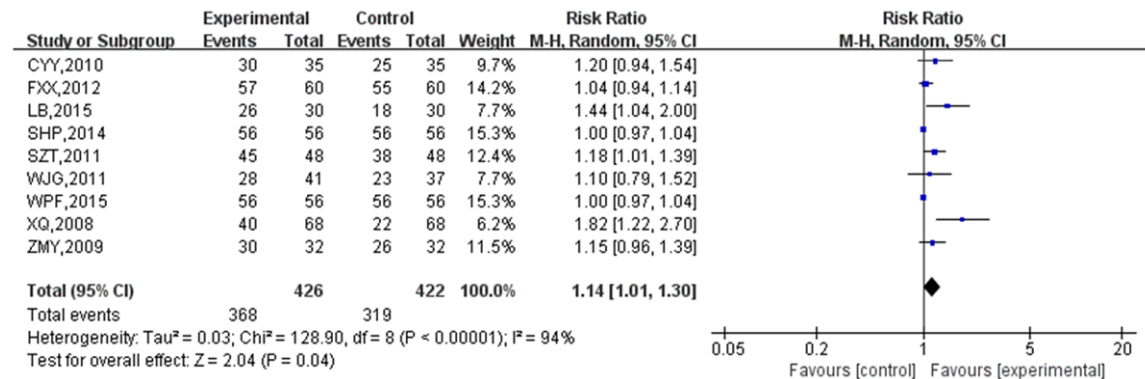 Experimental Control Risk Ratio Risk Ratio
Study or Subgroup Events Total Events Total Weight M-H, Random, 95% CI M-H, Random, 95% CI
CYY,2010 30 35 25 35 9.7% 1.20 [0.94, 1.54]
FXX,2012 57 60 55 60 14.2% 1.04 [0.94, 1.14]
LB,2015 26 30 18 30 7.7% 1.44 [1.04, 2.00]
SHP,2014 56 56 56 56 15.3% 1.00 [0.97, 1.04]
SZT,2011 45 48 38 48 12.4% 1.18 [1.01, 1.39]
WJG,2011 28 41 23 37 7.7% 1.10 [0.79, 1.52]
WPF,2015 56 56 56 56 15.3% 1.00 [0.97, 1.04]
XQ,2008 40 68 22 68 6.2% 1.82 [1.22, 2.70]
ZMY,2009 30 32 26 32 11.5% 1.15 [0.96, 1.39]
Total (95% CI) 426 422 100.0% 1.14 [1.01, 1.30]
Total events 368 319
Heterogeneity: Tau² = 0.03; Chi² = 128.90, df = 8 (P < 0.00001); I² = 94%
Test for overall effect: Z = 2.04 (P = 0.04)
0.05 0.2 1 5 20
Favours [control] Favours [experimental]